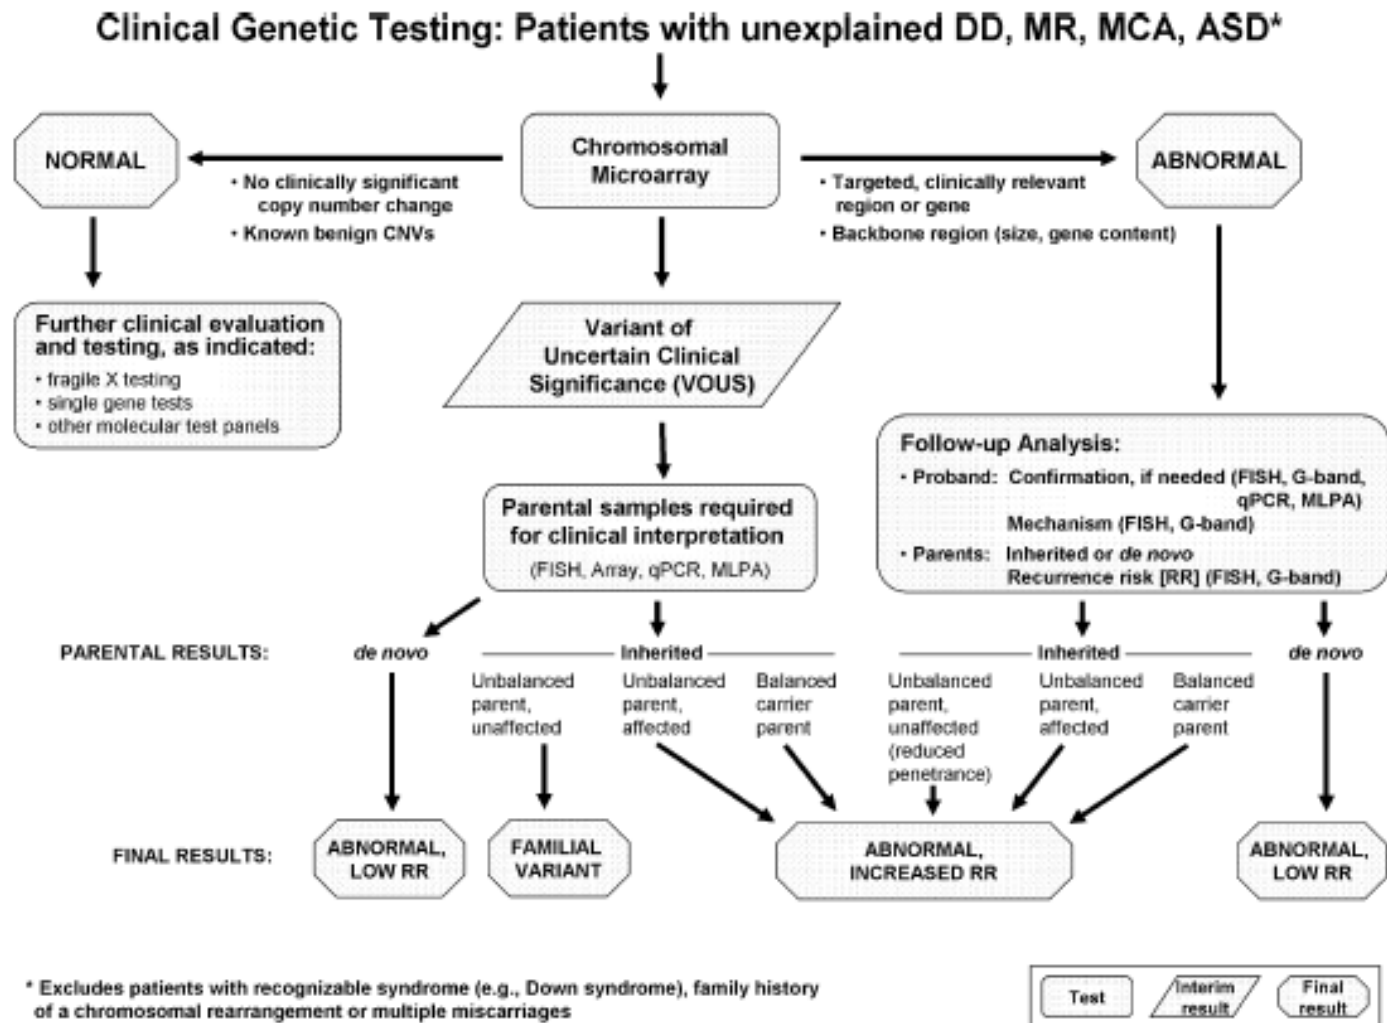 Clinical Genetic Testing: Patients with unexplained DD, MR, MCA, ASD*
NORMAL
Chromosomal
Microarray
ABNORMAL
• No clinically significant
copy number change
• Known benign CNVs
• Targeted, clinically relevant
region or gene
• Backbone region (size, gene content)
Further clinical evaluation
and testing, as indicated:
• fragile X testing
• single gene tests
• other molecular test panels
Variant of
Uncertain Clinical
Significance (VOUS)
Parental samples required
for clinical interpretation
(FISH, Array, qPCR, MLPA)
Follow-up Analysis:
• Proband: Confirmation, if needed (FISH, G-band,
qPCR, MLPA)
Mechanism (FISH, G-band)
• Parents: Inherited or de novo
Recurrence risk [RR] (FISH, G-band)
PARENTAL RESULTS:
de novo
Inherited
Unbalanced
parent,
unaffected
Unbalanced
parent,
affected
Balanced
carrier
parent
Inherited
Unbalanced
parent,
unaffected
(reduced
penetrance)
Unbalanced
parent,
affected
Balanced
carrier
parent
de novo
FINAL RESULTS:
ABNORMAL,
LOW RR
FAMILIAL
VARIANT
ABNORMAL,
INCREASED RR
ABNORMAL,
LOW RR
* Excludes patients with recognizable syndrome (e.g., Down syndrome), family history
of a chromosomal rearrangement or multiple miscarriages
Test
Interim
result
Final
result